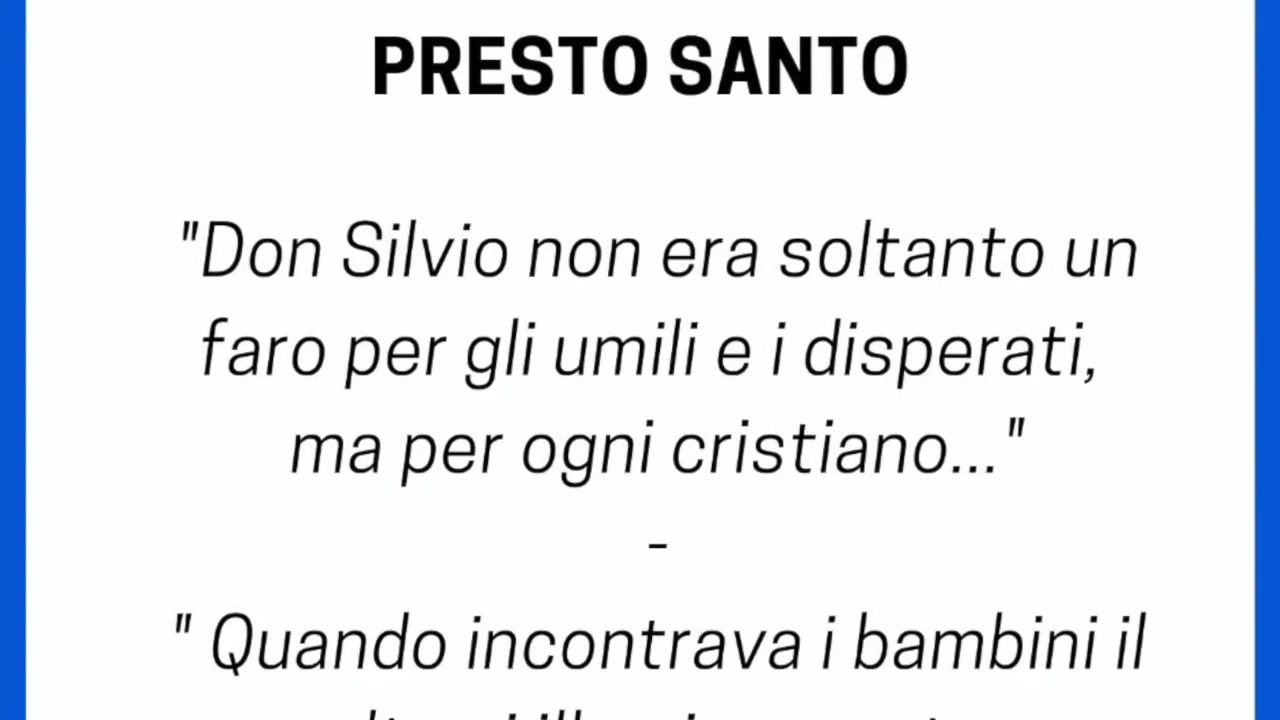 PRESTO SANTO
"Don Silvio non era soltanto un
faro per gli umili e i disperati,
ma per ogni cristiano..."
-
" Quando incontrava i bambini il